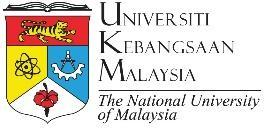 UNIVERSITI
KEBANGSAAN
MALAYSIA
The National University
of Malaysia